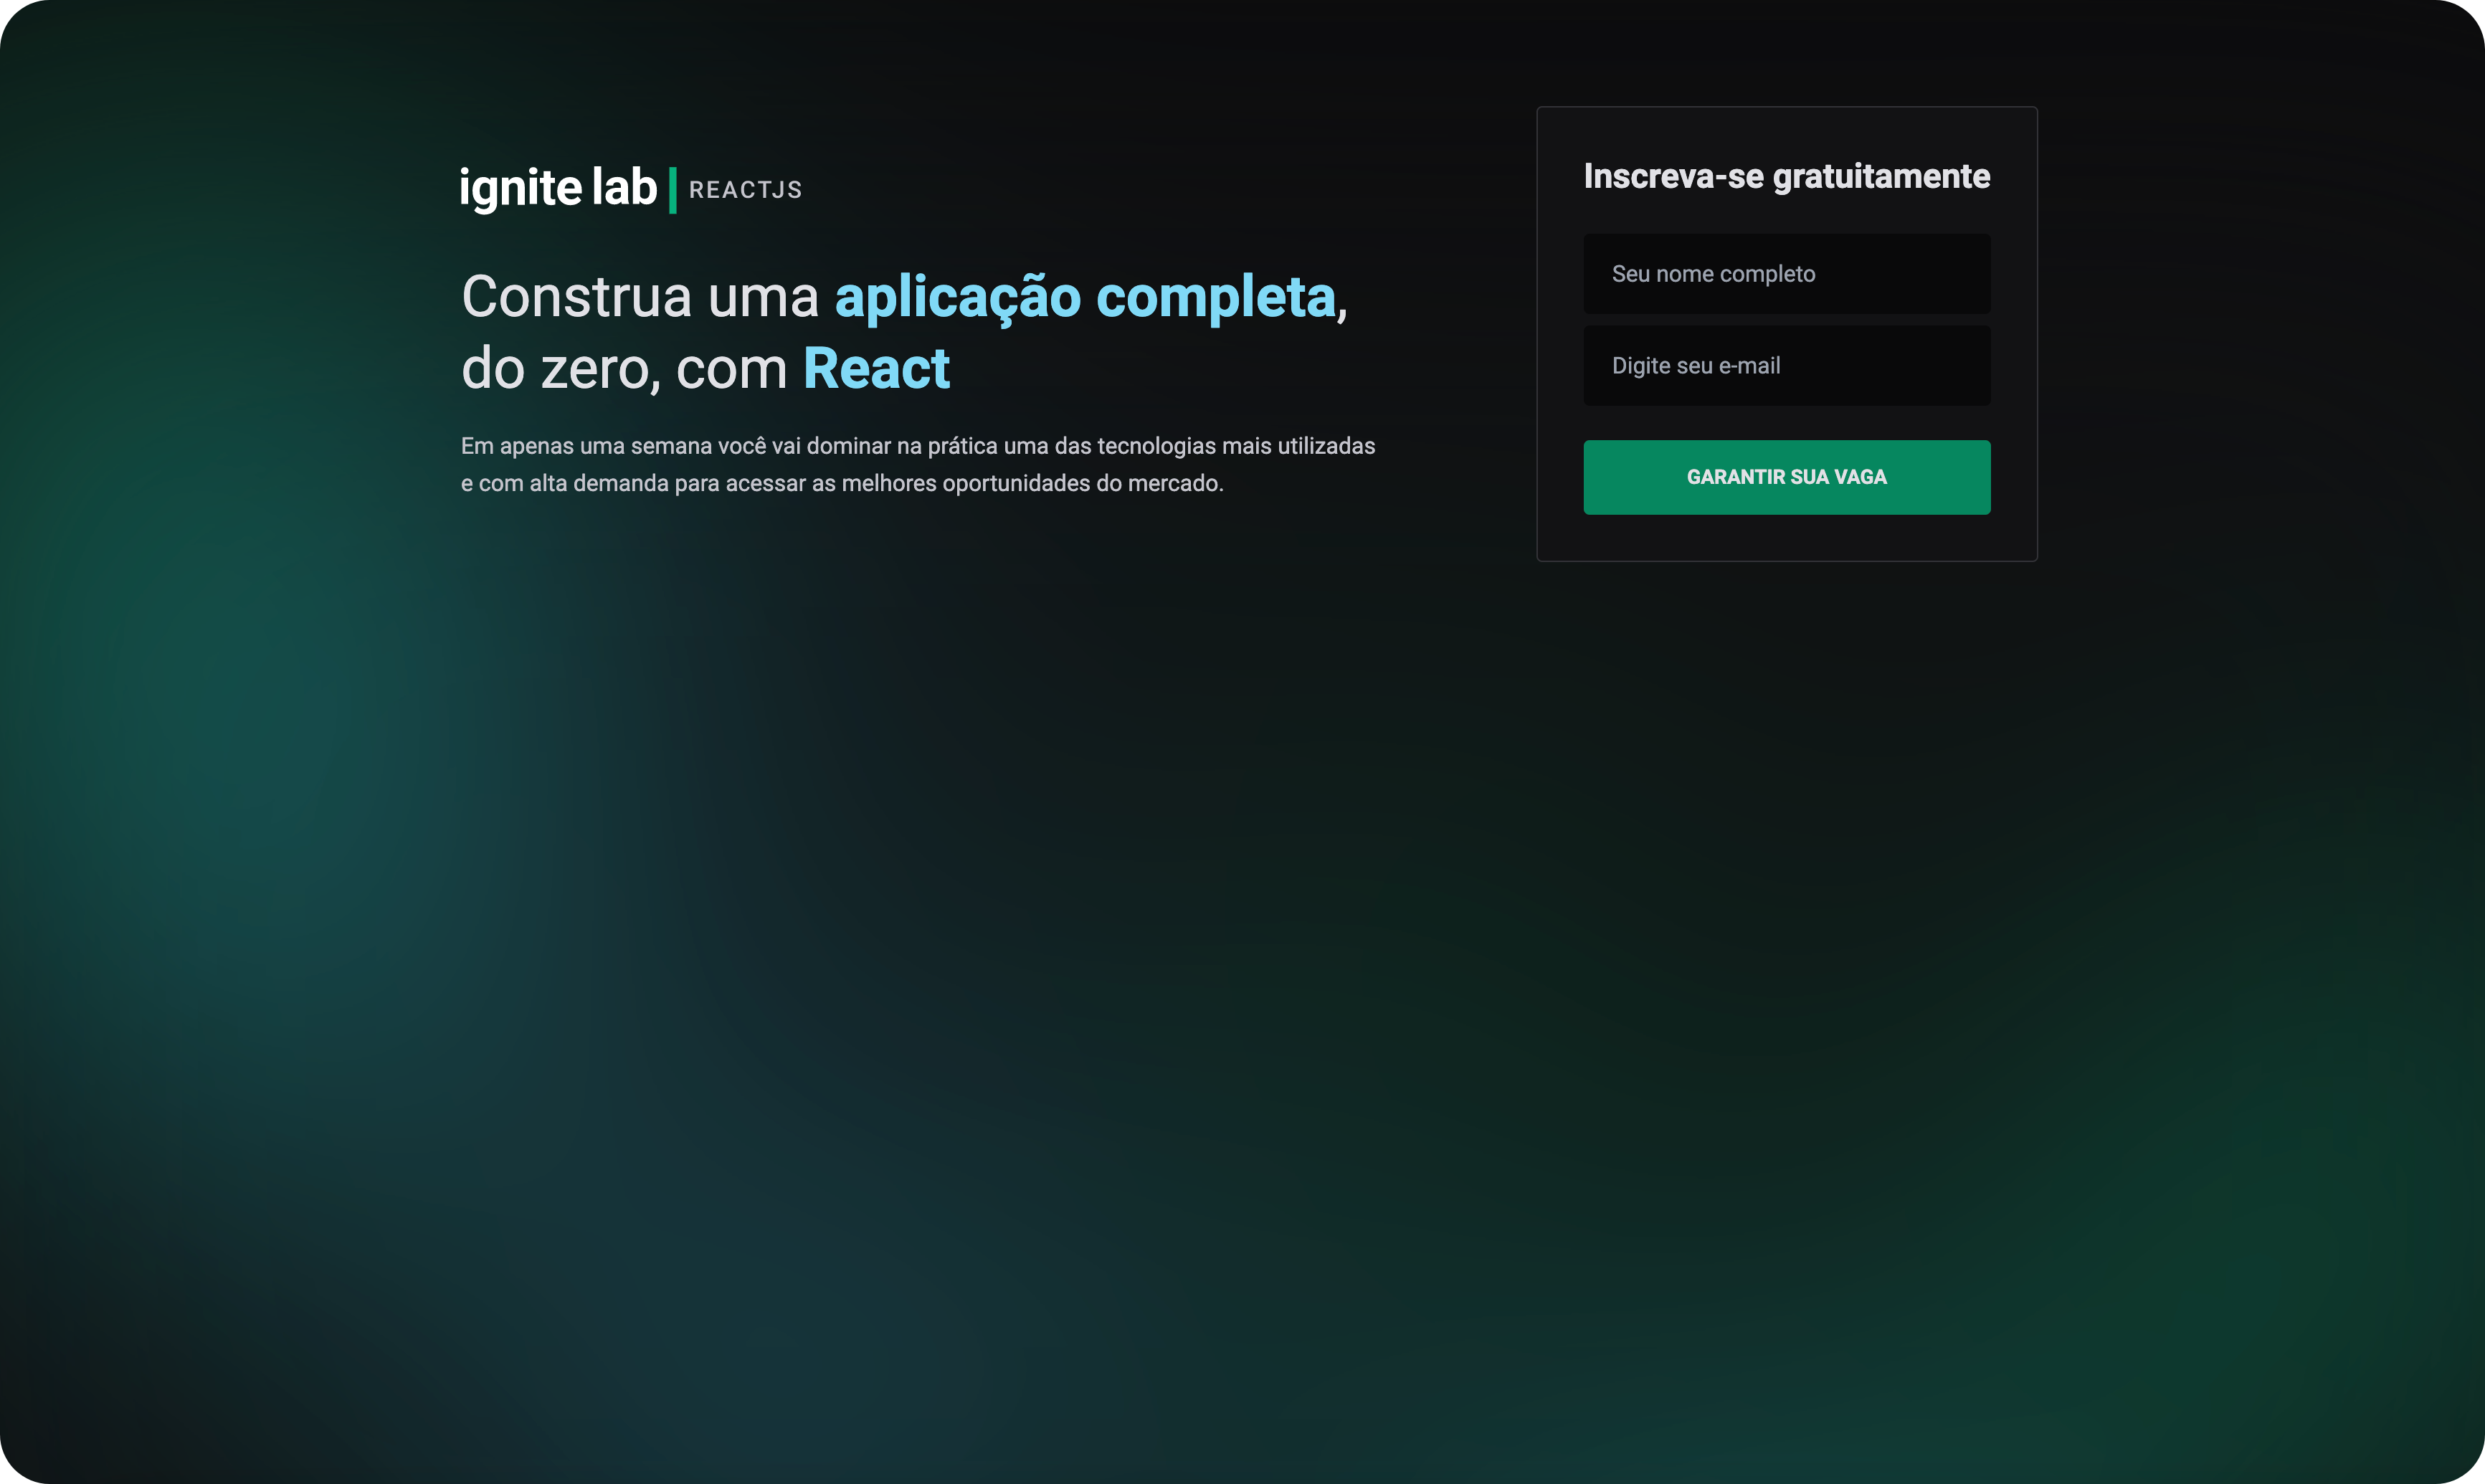 ignite lab | REACTJS
Construa uma aplicação completa,
do zero, com React
Em apenas uma semana você vai dominar na prática uma das tecnologias mais utilizadas
e com alta demanda para acessar as melhores oportunidades do mercado.
Inscreva-se gratuitamente
Seu nome completo
Digite seu e-mail
GARANTIR SUA VAGA